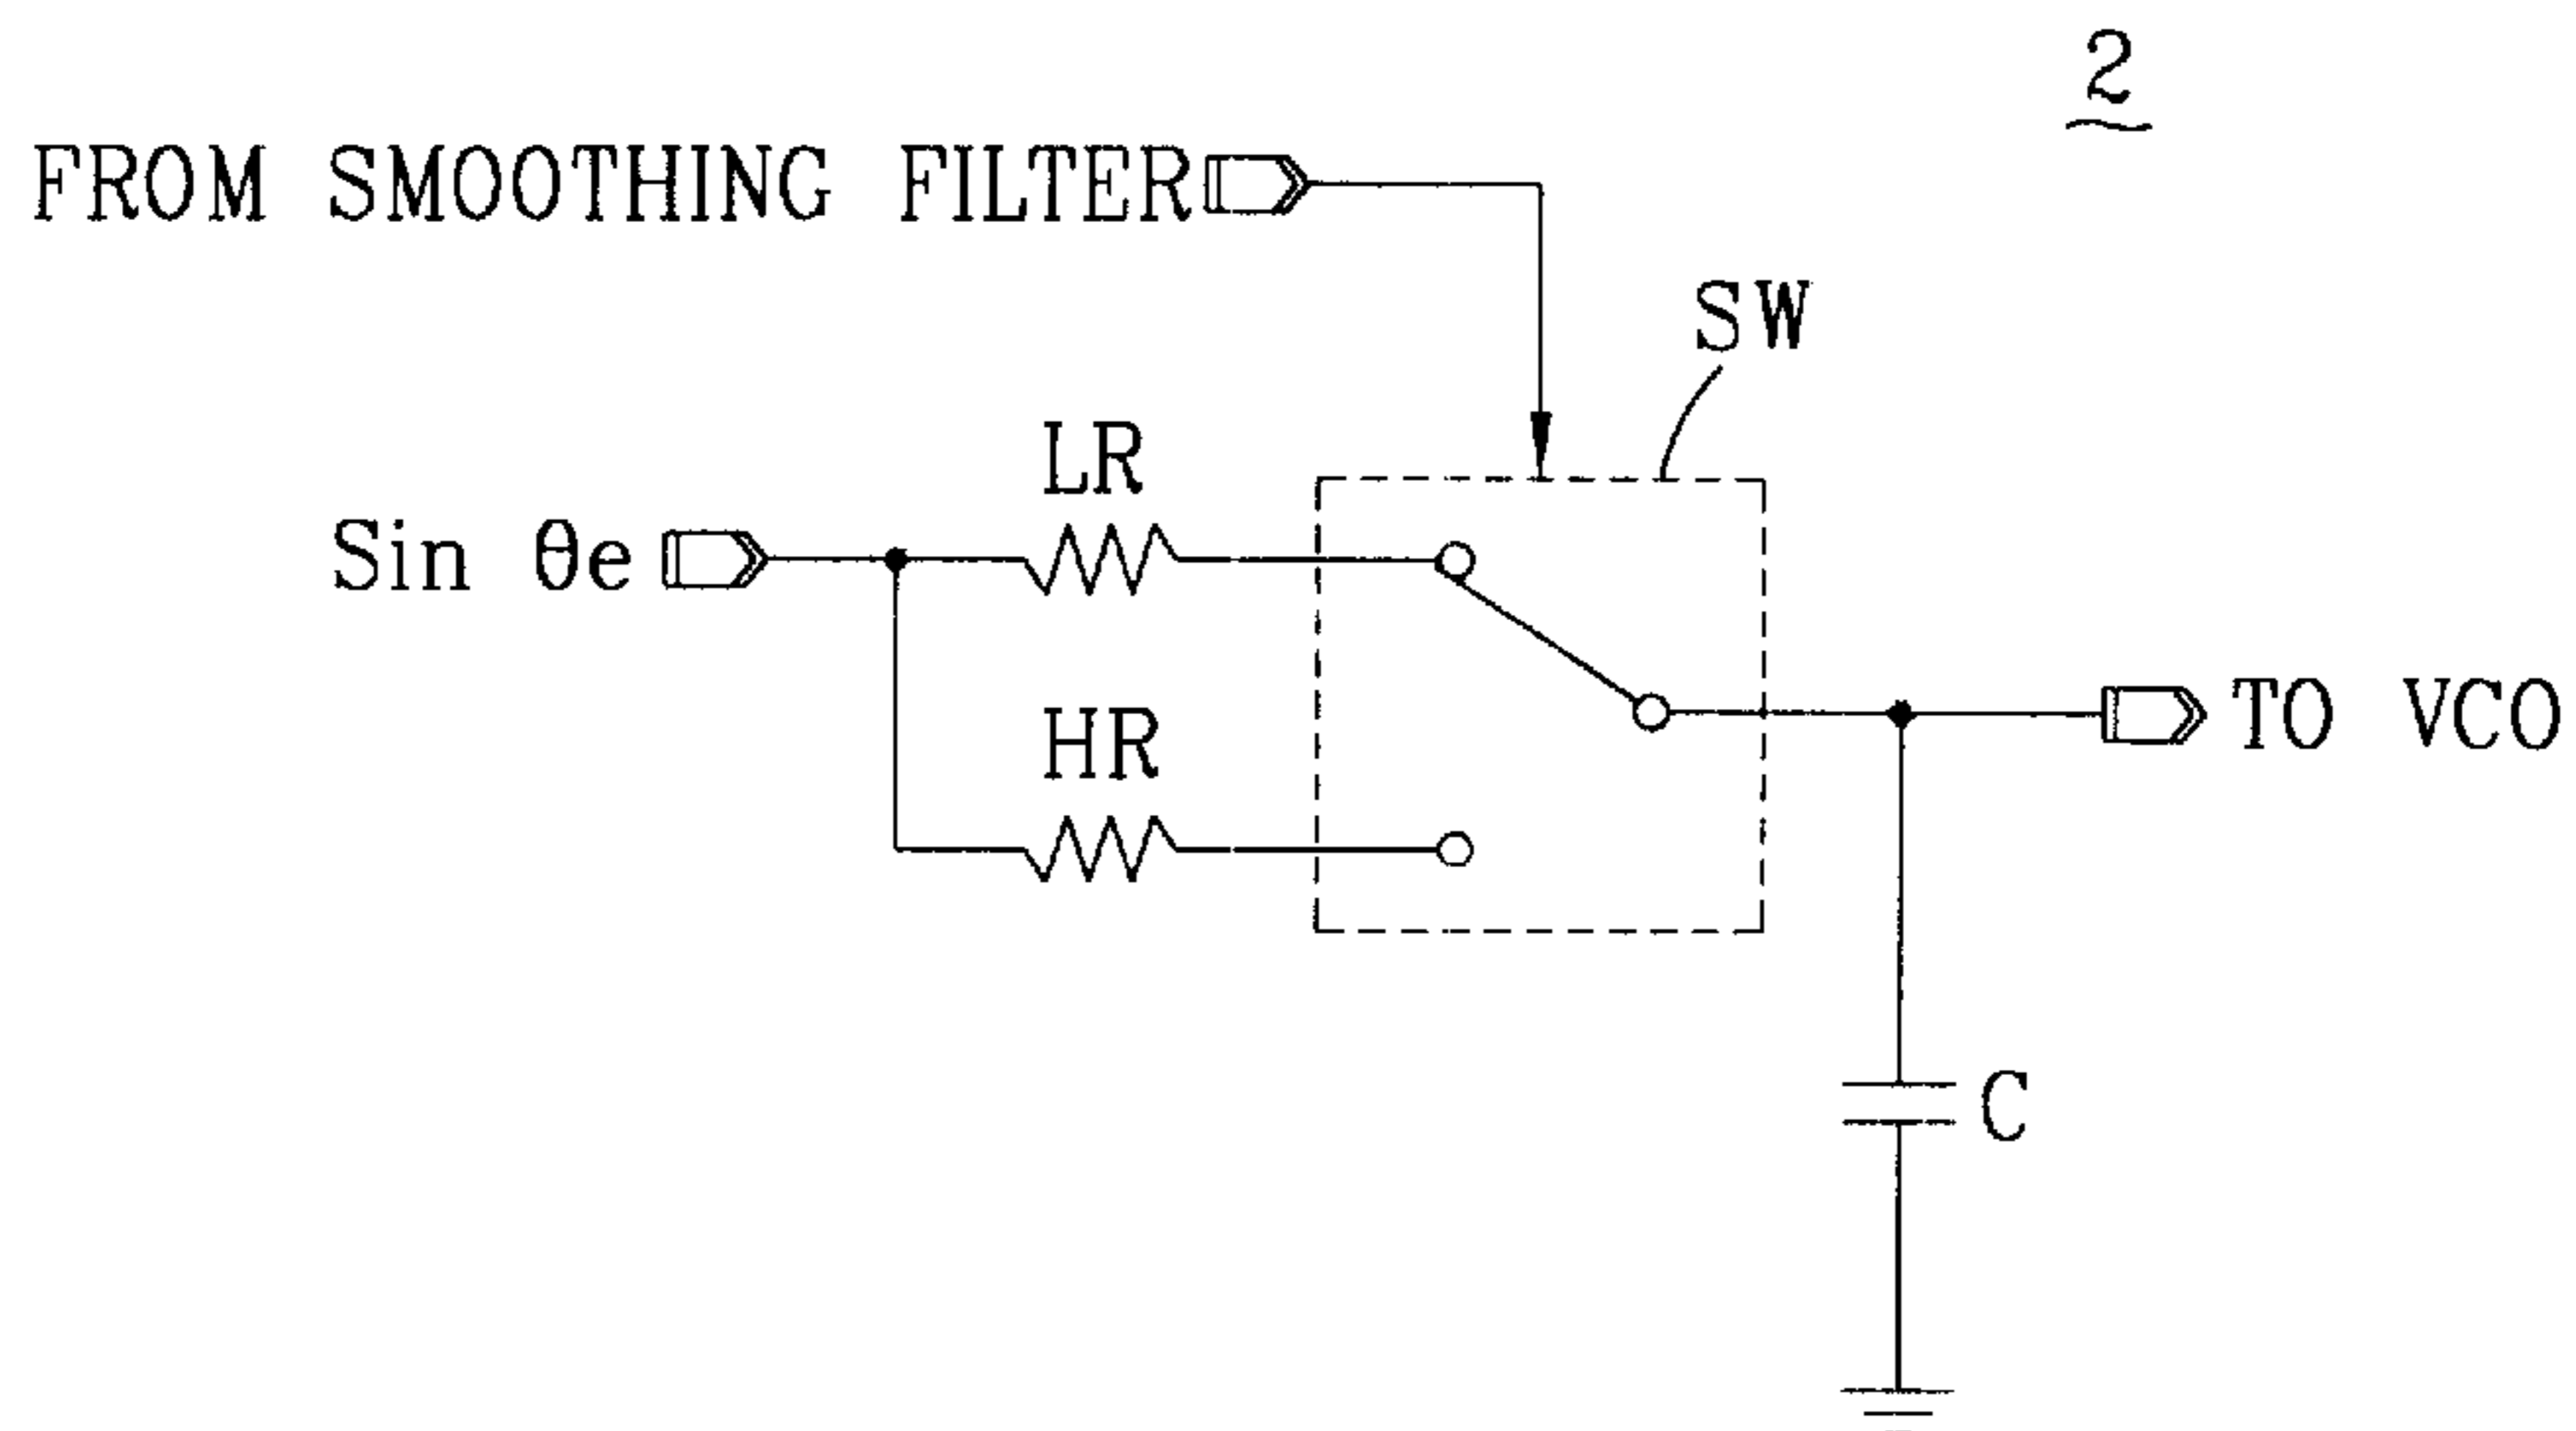 2
FROM SMOOTHING FILTER
SW
LR
Sin θe
HR
TO VCO
C